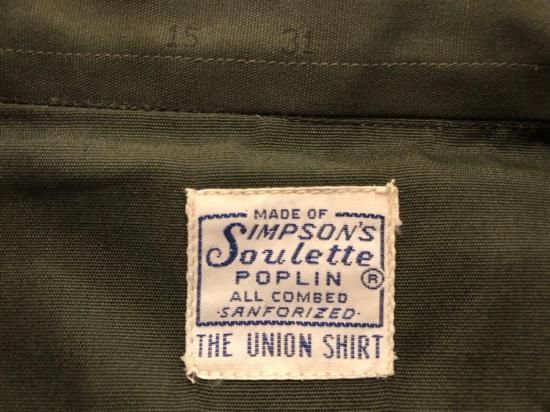 15 31
MADE OF
SIMPSON'S
Soulette
POPLIN ®
ALL COMBED
·SANFORIZED·
THE UNION SHIRT